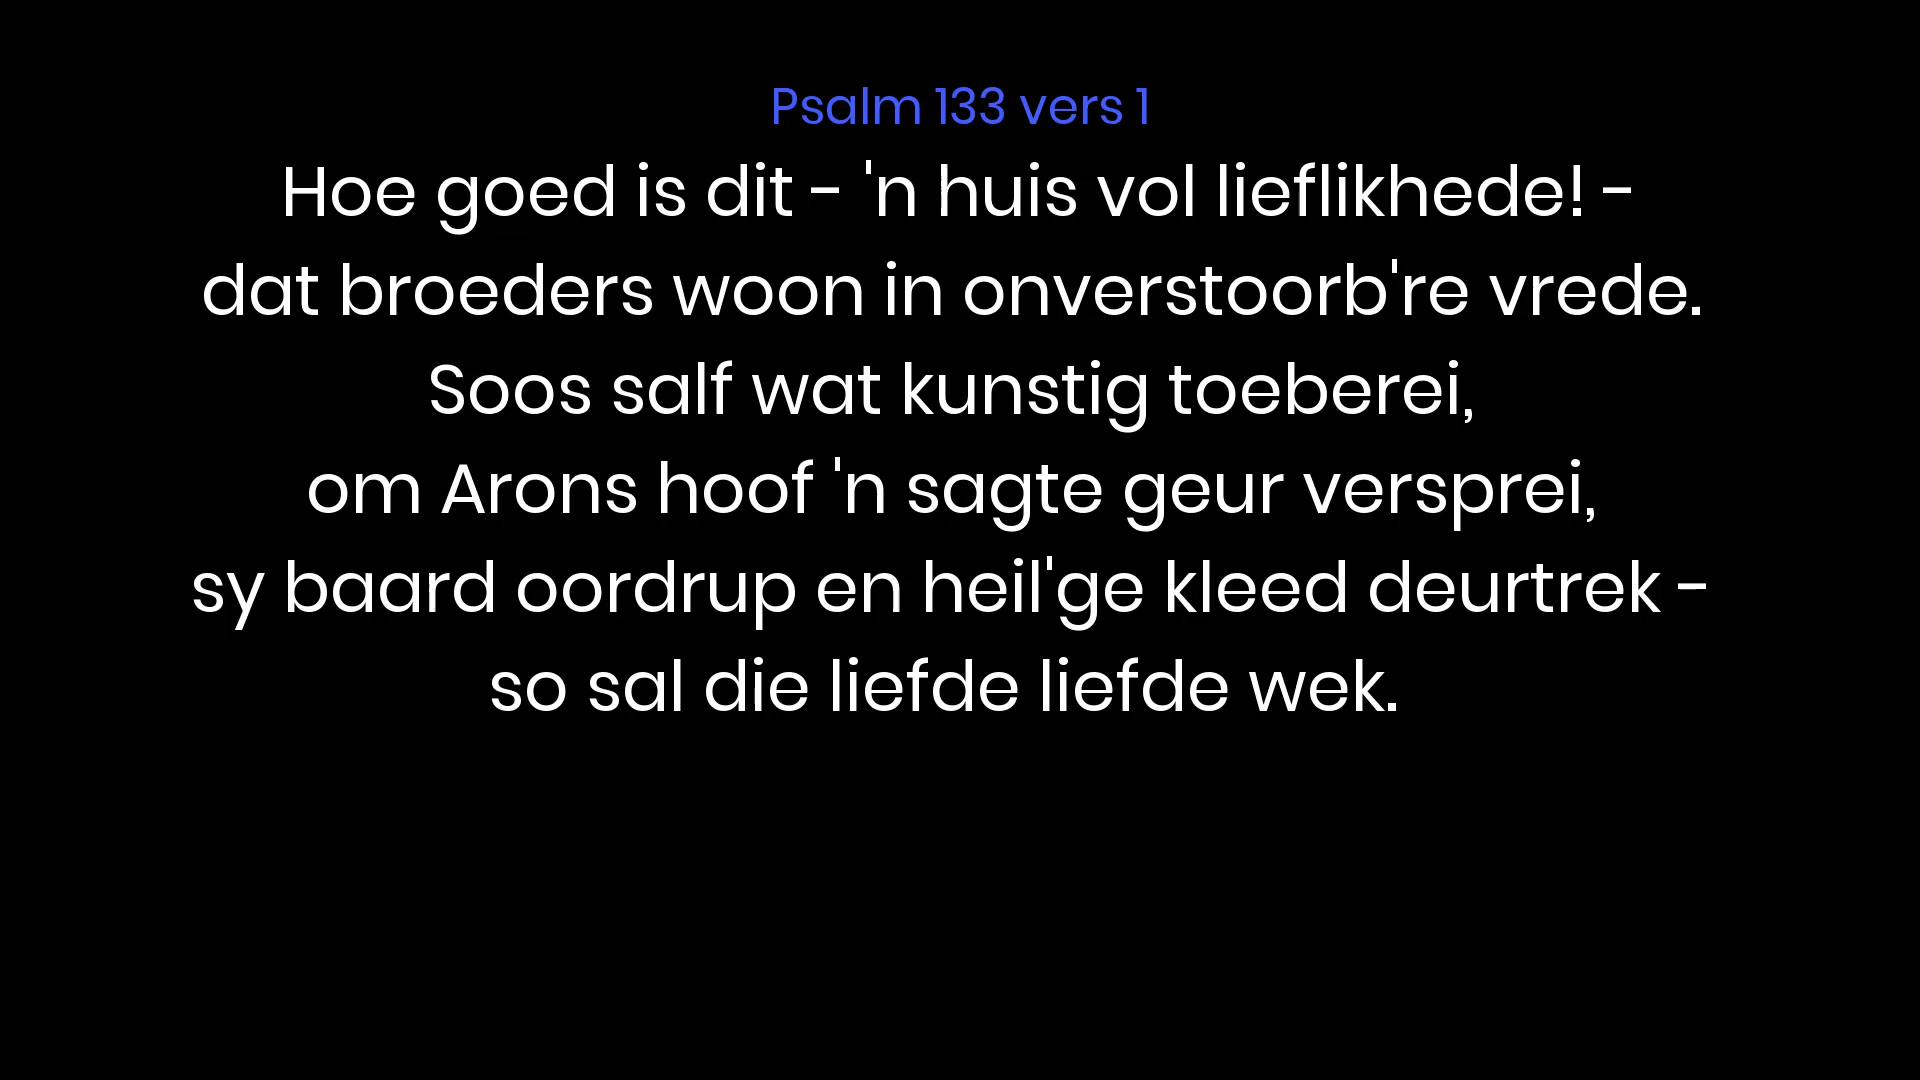 Psalm 133 vers 1
Hoe goed is dit - 'n huis vol lieflikhede! -
dat broeders woon in onverstoorb're vrede.
Soos salf wat kunstig toeberei,
om Arons hoof 'n sagte geur versprei,
sy baard oordrup en heil'ge kleed deurtrek -
so sal die liefde liefde wek.